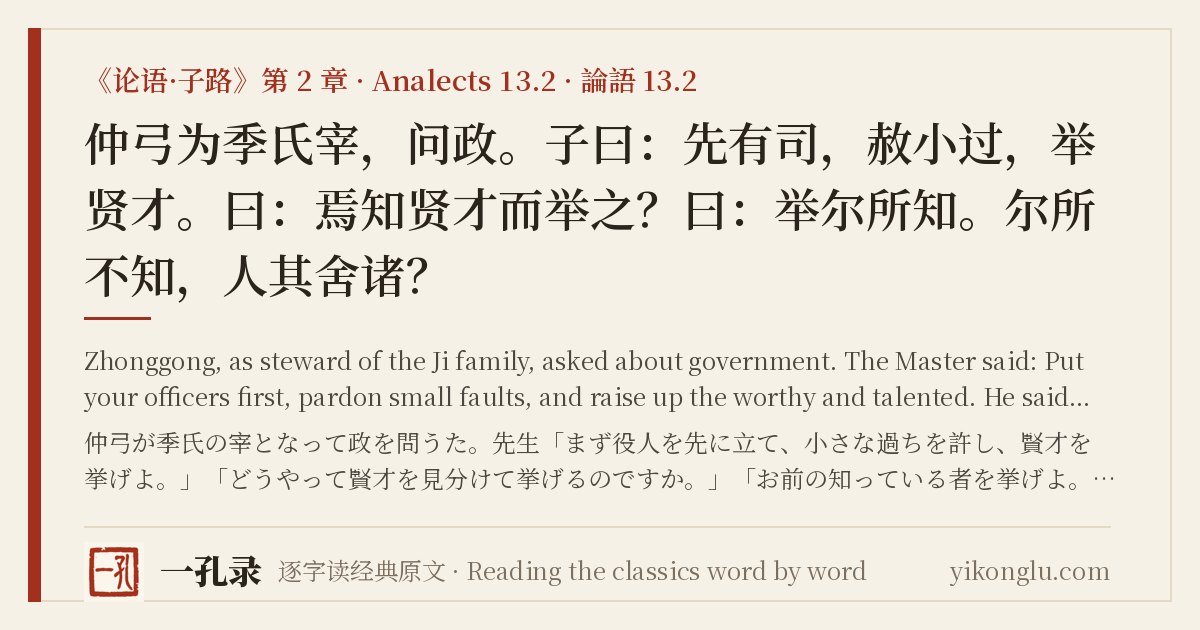 《论语·子路》第 2 章 · Analects 13.2 · 論語 13.2
仲弓为季氏宰，问政。子曰：先有司，赦小过，举
贤才。曰：焉知贤才而举之？曰：举尔所知。尔所
不知，人其舍诸？
Zhonggong, as steward of the Ji family, asked about government. The Master said: Put
your officers first, pardon small faults, and raise up the worthy and talented. He said…
仲弓が季氏の宰となって政を問うた。先生「まず役人を先に立て、小さな過ちを許し、賢才を
挙げよ。」「どうやって賢才を見分けて挙げるのですか。」「お前の知っている者を挙げよ。…
一孔
一孔录 逐字读经典原文 · Reading the classics word by word yikonglu.com